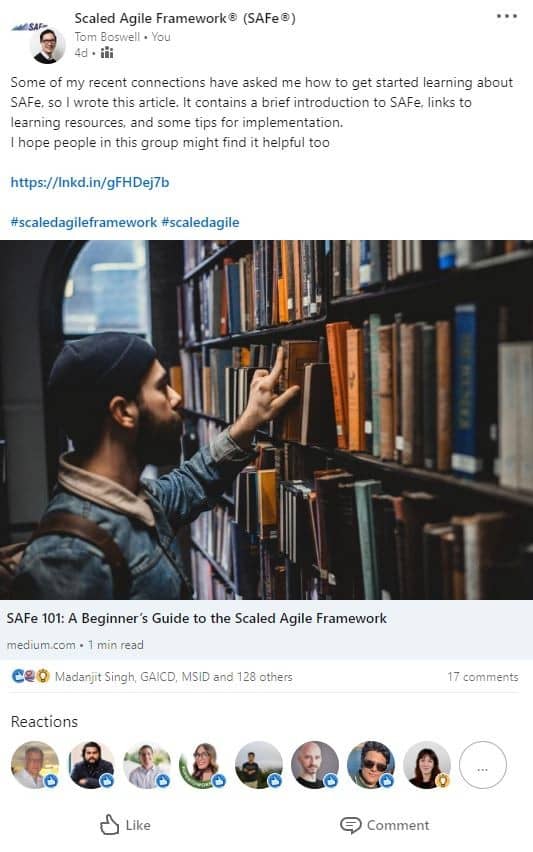 Scaled Agile Framework® (SAFe®)
Tom Boswell • You
4d •
Some of my recent connections have asked me how to get started learning about
SAFe, so I wrote this article. It contains a brief introduction to SAFe, links to
learning resources, and some tips for implementation.
I hope people in this group might find it helpful too
https://lnkd.in/gFHDej7b
#scaledagileframework #scaledagile
SAFe 101: A Beginner's Guide to the Scaled Agile Framework
medium.com • 1 min read
Madanjit Singh, GAICD, MSID and 128 others
17 comments
Reactions
...
Like
Comment